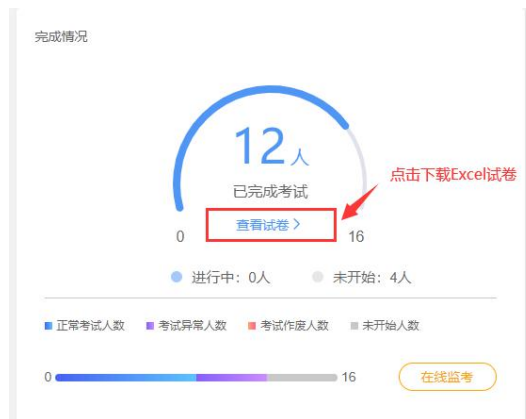 完成情况
12人
已完成考试
点击下载Excel试卷
查看试卷 >
0 16
进行中：0人 未开始：4人
正常考试人数 考试异常人数 考试作废人数 未开始人数
0 16 在线监考